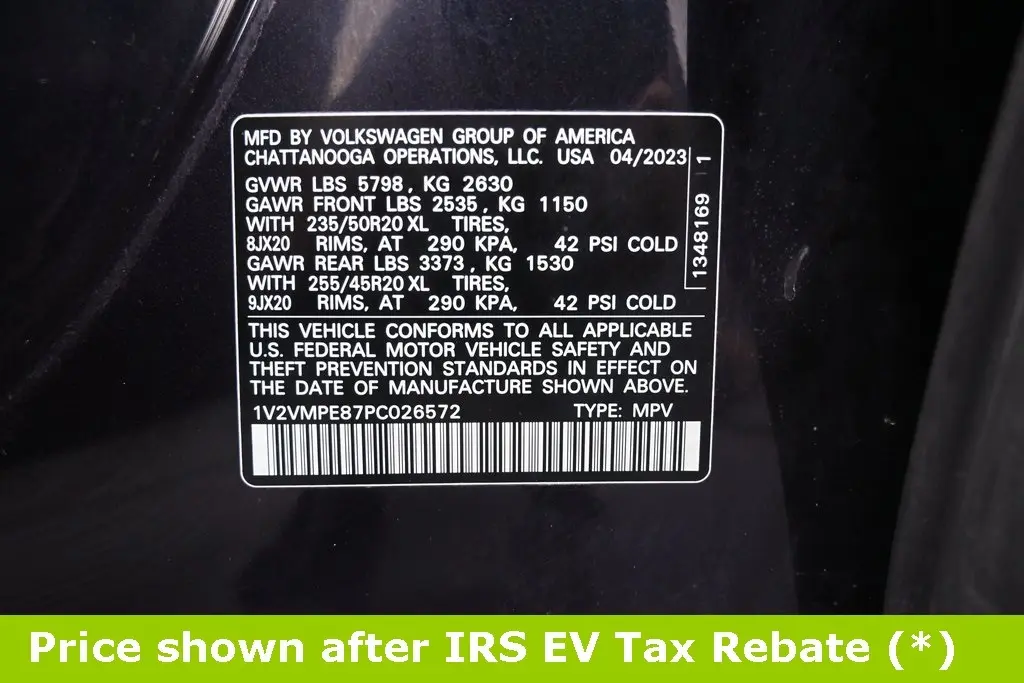 MFD BY VOLKSWAGEN GROUP OF AMERICA
CHATTANOOGA OPERATIONS, LLC. USA 04/2023
GVWR LBS 5798, KG 2630
GAWR FRONT LBS 2535, KG 1150
WITH 235/50R20 XL TIRES,
8JX20 RIMS, AT 290 KPA, 42 PSI COLD
GAWR REAR LBS 3373, KG 1530
WITH 255/45R20 XL TIRES,
9JX20 RIMS, AT 290 KPA, 42 PSI COLD
1348169
THIS VEHICLE CONFORMS TO ALL APPLICABLE
U.S. FEDERAL MOTOR VEHICLE SAFETY AND
THEFT PREVENTION STANDARDS IN EFFECT ON
THE DATE OF MANUFACTURE SHOWN ABOVE.
1V2VMPE87PC026572 TYPE: MPV
Price shown after IRS EV Tax Rebate (*)